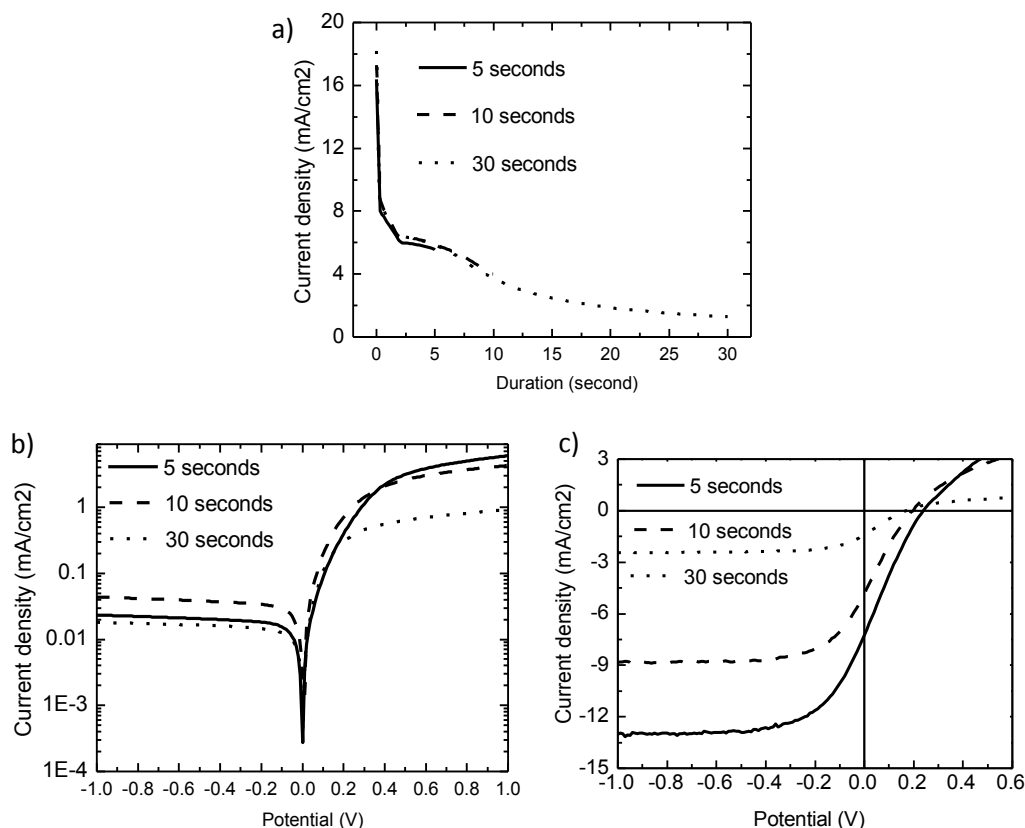 a)
Current density (mA/cm2)
20
16
12
8
4
0
5 seconds
10 seconds
30 seconds
0 5 10 15 20 25 30
Duration (second)
b)
Current density (mA/cm2)
1
0.1
0.01
1E-3
1E-4
5 seconds
10 seconds
30 seconds
-1.0 -0.8 -0.6 -0.4 -0.2 0.0 0.2 0.4 0.6 0.8 1.0
Potential (V)
c)
Current density (mA/cm2)
3
0
-3
-6
-9
-12
-15
5 seconds
10 seconds
30 seconds
-1.0 -0.8 -0.6 -0.4 -0.2 0.0 0.2 0.4 0.6
Potential (V)